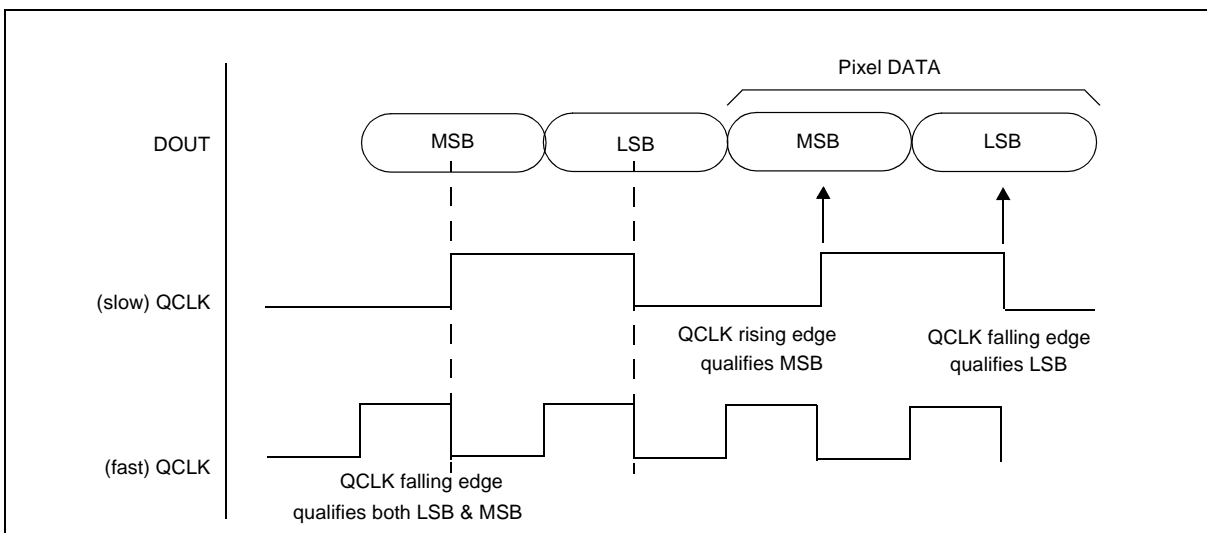 Pixel DATA
DOUT
MSB
LSB
MSB
LSB
(slow) QCLK
QCLK rising edge
qualifies MSB
QCLK falling edge
qualifies LSB
(fast) QCLK
QCLK falling edge
qualifies both LSB & MSB